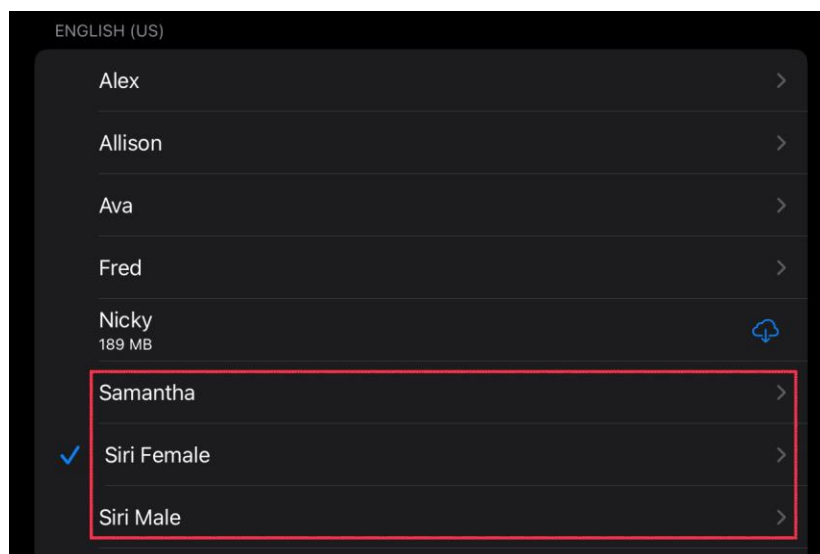 ENGLISH (US)
Alex
Allison
Ava
Fred
Nicky
189 MB
Samantha
Siri Female
Siri Male